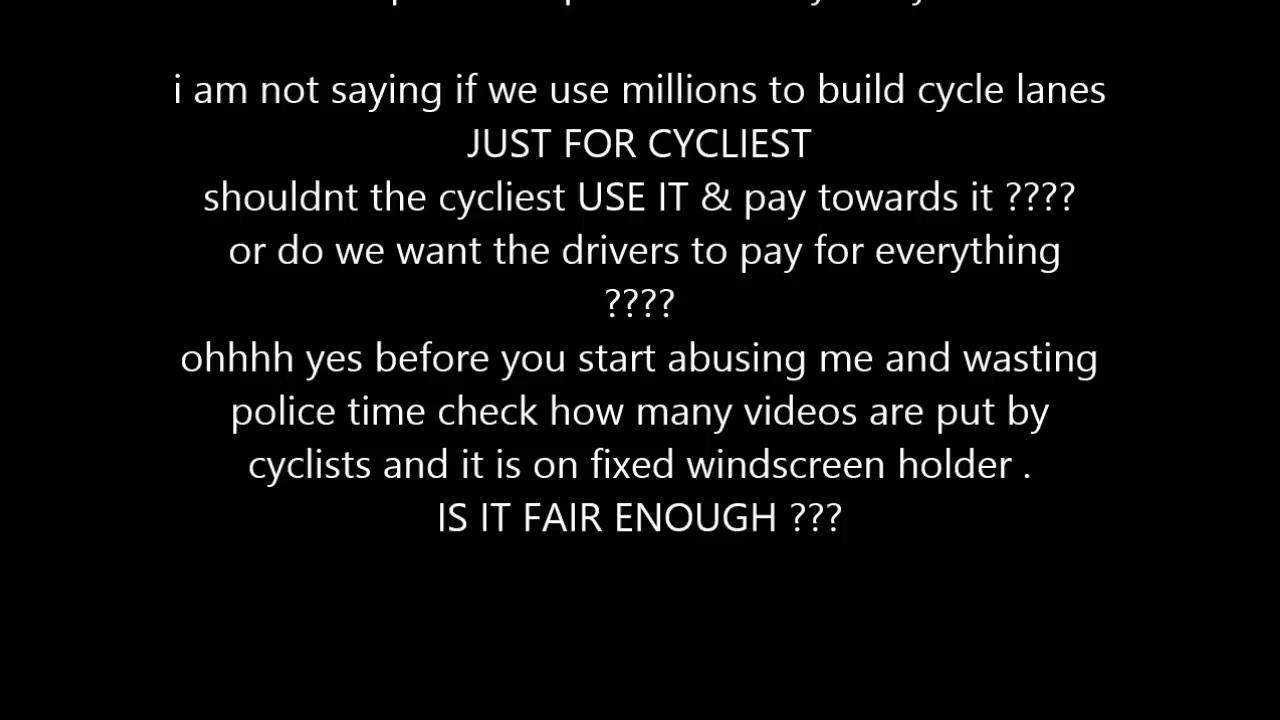 i am not saying if we use millions to build cycle lanes
JUST FOR CYCLIEST
shouldnt the cycliest USE IT & pay towards it ????
or do we want the drivers to pay for everything
????
ohhhh yes before you start abusing me and wasting
police time check how many videos are put by
cyclists and it is on fixed windscreen holder .
IS IT FAIR ENOUGH ???